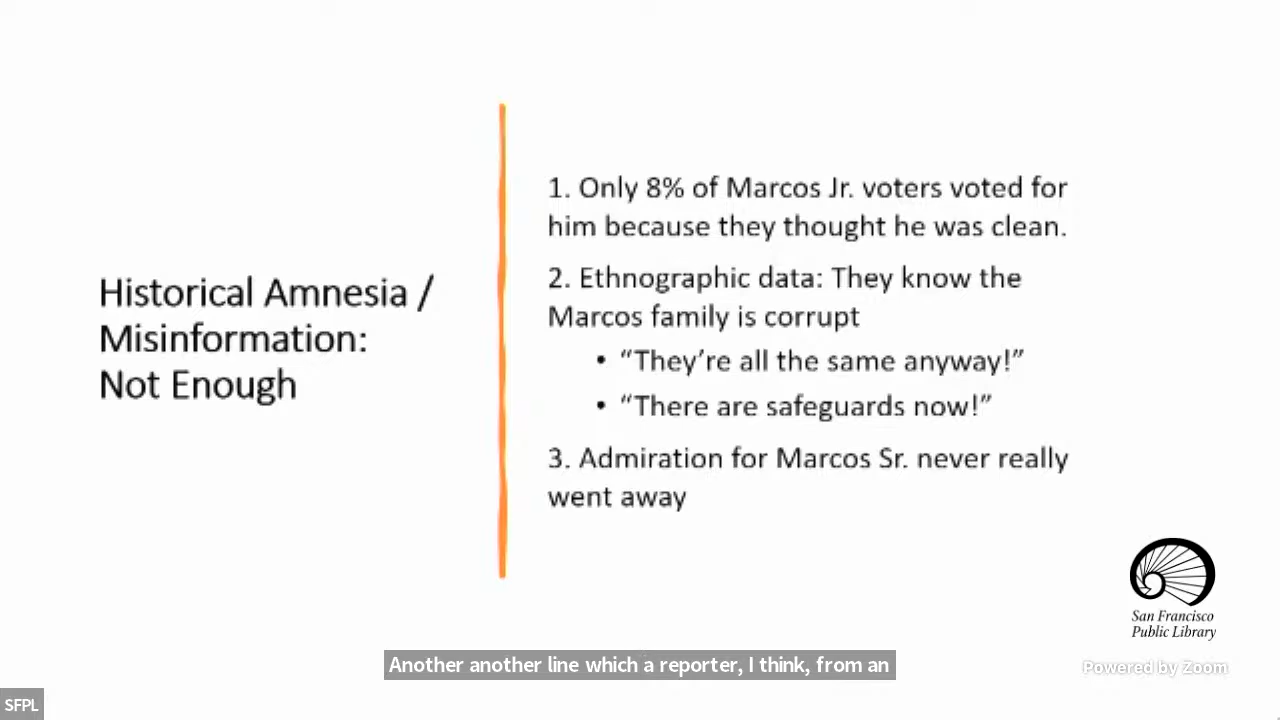 Historical Amnesia /
Misinformation:
Not Enough
1. Only 8% of Marcos Jr. voters voted for
him because they thought he was clean.
2. Ethnographic data: They know the
Marcos family is corrupt
• “They’re all the same anyway!”
• “There are safeguards now!”
3. Admiration for Marcos Sr. never really
went away
San Francisco
Public Library
Another another line which a reporter, I think, from an
Powered by Zoom
SFPL